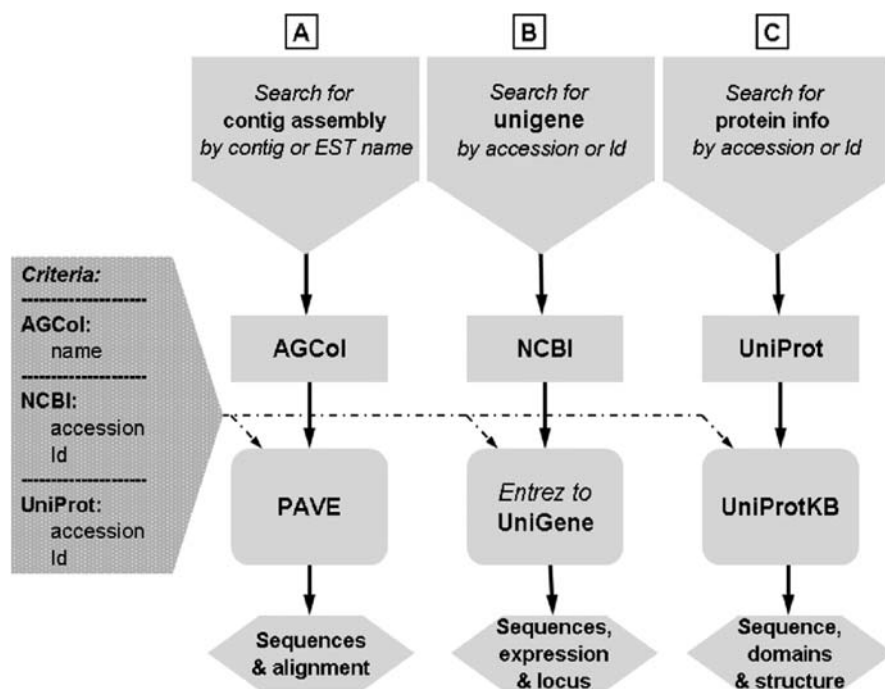 A
Search for
contig assembly
by contig or EST name
B
Search for
unigene
by accession or Id
C
Search for
protein info
by accession or Id
Criteria:
---------------------
AGCol:
name
---------------------
NCBI:
accession
Id
---------------------
UniProt:
accession
Id
AGCol
NCBI
UniProt
PAVE
Entrez to
UniGene
UniProtKB
Sequences
& alignment
Sequences,
expression
& locus
Sequence,
domains
& structure